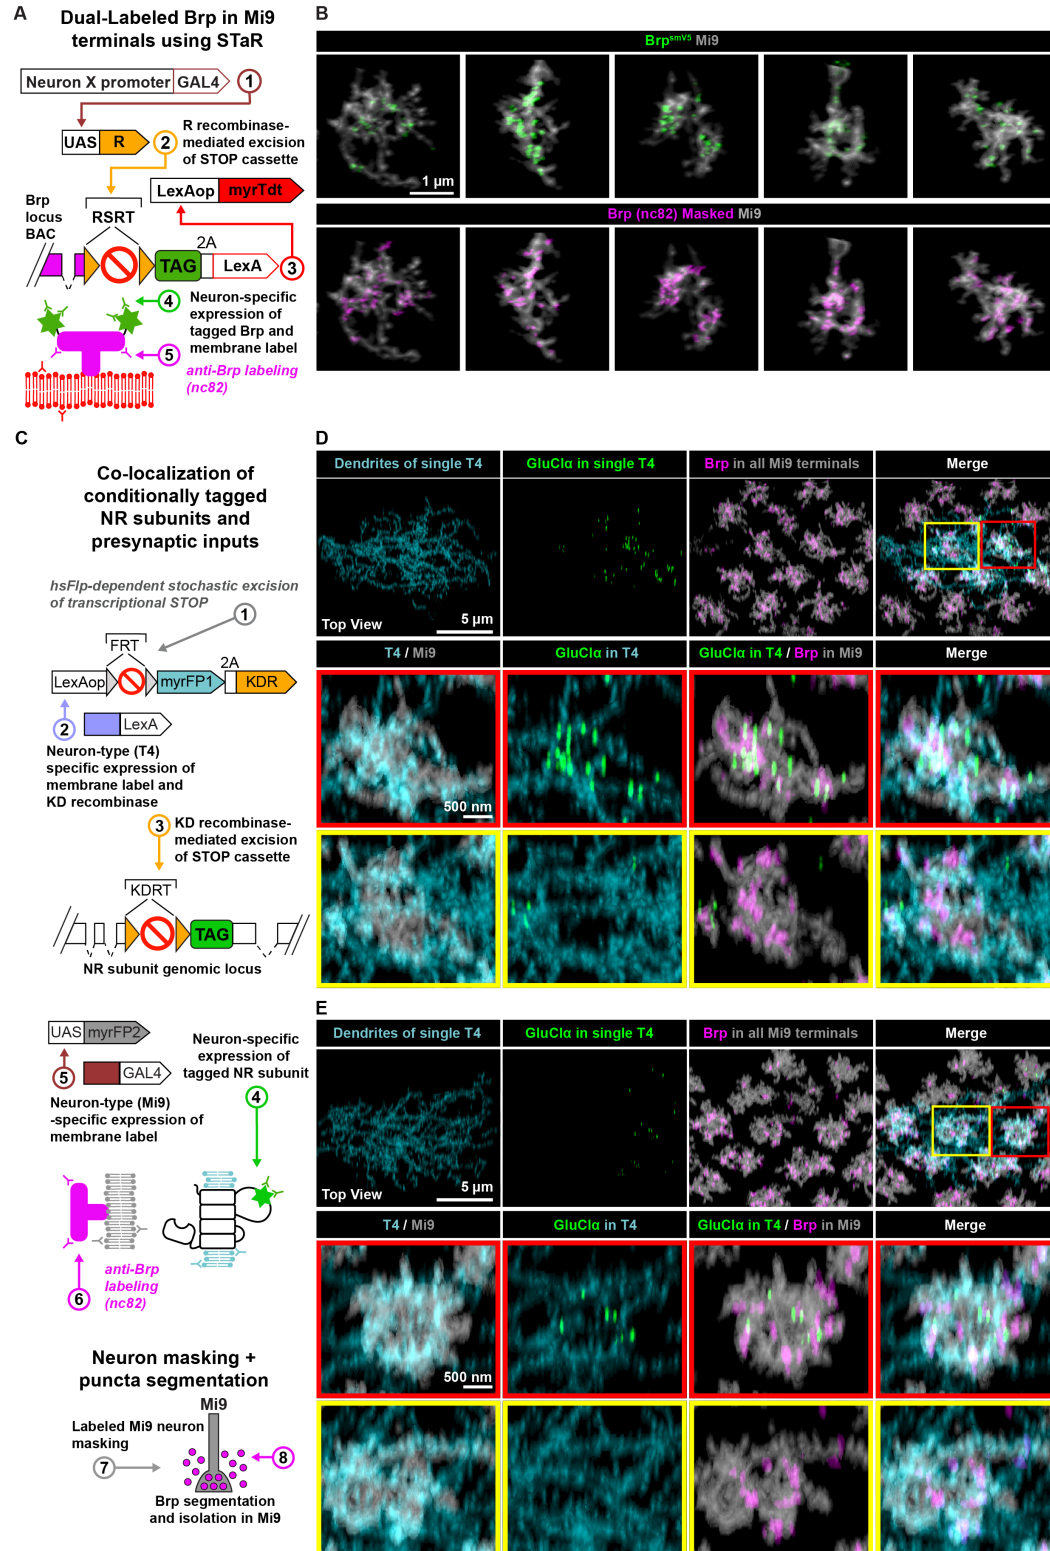 A
Dual-Labeled Brp in Mi9
terminals using STaR
Neuron X promoter
GAL4
1
UAS
R
2
R recombinase-
mediated excision
of STOP cassette
LexAop
myrTdt
Brp
locus
BAC
RSRT
2A
TAG
LexA
3
4
Neuron-specific
expression of
tagged Brp and
membrane label
5
anti-Brp labeling
(nc82)
B
BrpsmV5 Mi9
1 µm
Brp (nc82) Masked Mi9
C
Co-localization of
conditionally tagged
NR subunits and
presynaptic inputs
hsFlp-dependent stochastic excision
of transcriptional STOP
1
FRT
2A
LexAop
myrFP1
KDR
2
LexA
Neuron-type (T4)
specific expression of
membrane label and
KD recombinase
3
KD recombinase-
mediated excision
of STOP cassette
KDRT
TAG
NR subunit genomic locus
UAS
myrFP2
5
GAL4
Neuron-type (Mi9)
-specific expression of
membrane label
Neuron-specific
expression of
tagged NR subunit
4
anti-Brp
labeling
(nc82)
6
Neuron masking +
puncta segmentation
Mi9
Labeled Mi9 neuron
masking
7
8
Brp segmentation
and isolation in Mi9
D
Dendrites of single T4
GluClα in single T4
Brp in all Mi9 terminals
Merge
Top View
5 µm
T4 / Mi9
GluClα in T4
GluClα in T4 / Brp in Mi9
Merge
500 nm
E
Dendrites of single T4
GluClα in single T4
Brp in all Mi9 terminals
Merge
Top View
5 µm
T4 / Mi9
GluClα in T4
GluClα in T4 / Brp in Mi9
Merge
500 nm